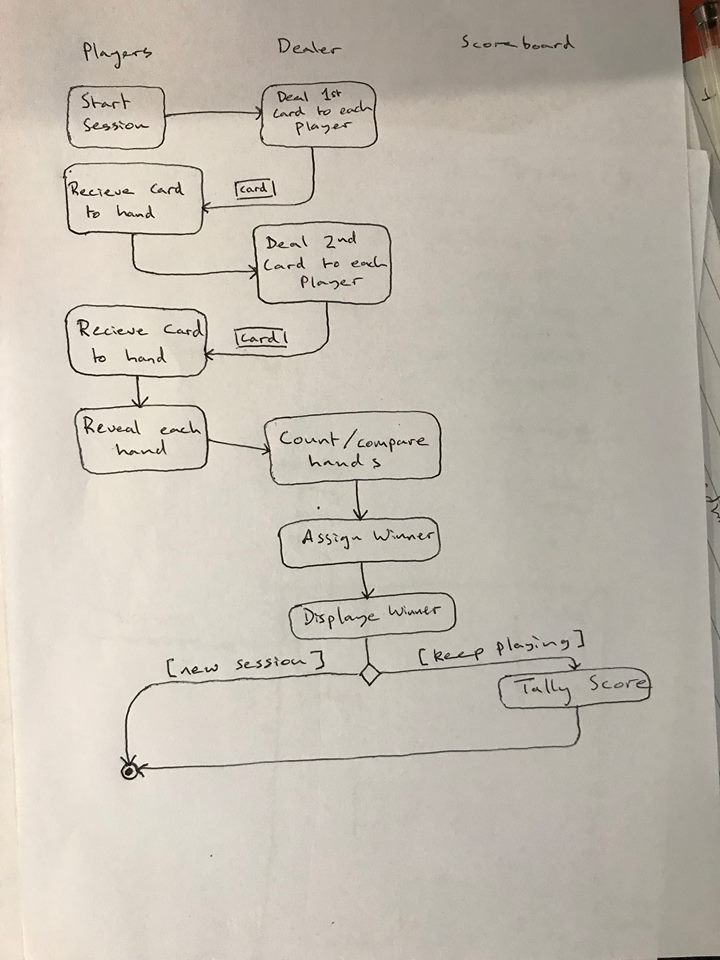 Players
Dealer
Scoreboard
Start
Session
Deal 1st
Card to each
Player
Recieve Card
to hand
card
Deal 2nd
Card to each
Player
Recieve Card
to hand
card
Reveal each
hand
Count/compare
hands
Assign Winner
Displaye Winner
[new session]
[keep playing]
Tally Score